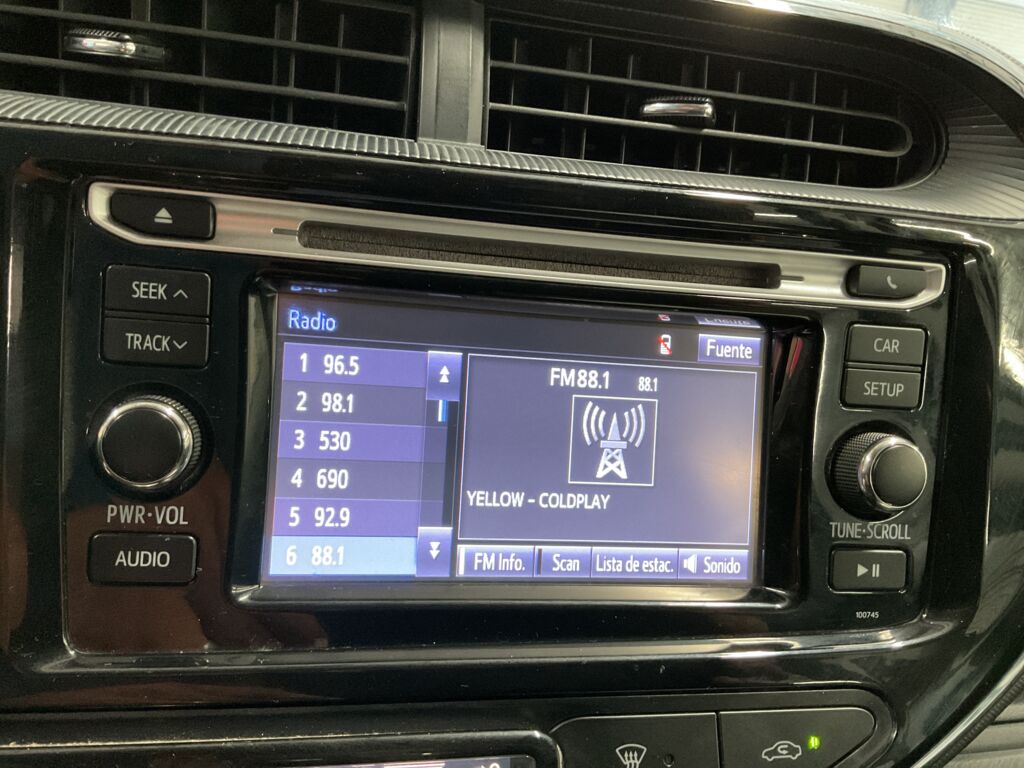 SEEK
TRACK
PWR·VOL
AUDIO
Radio
Fuente
1 96.5
2 98.1
3 530
4 690
5 92.9
6 88.1
FM88.1 88.1
YELLOW - COLDPLAY
FM Info. Scan Lista de estac. Sonido
CAR
SETUP
TUNE·SCROLL
100745